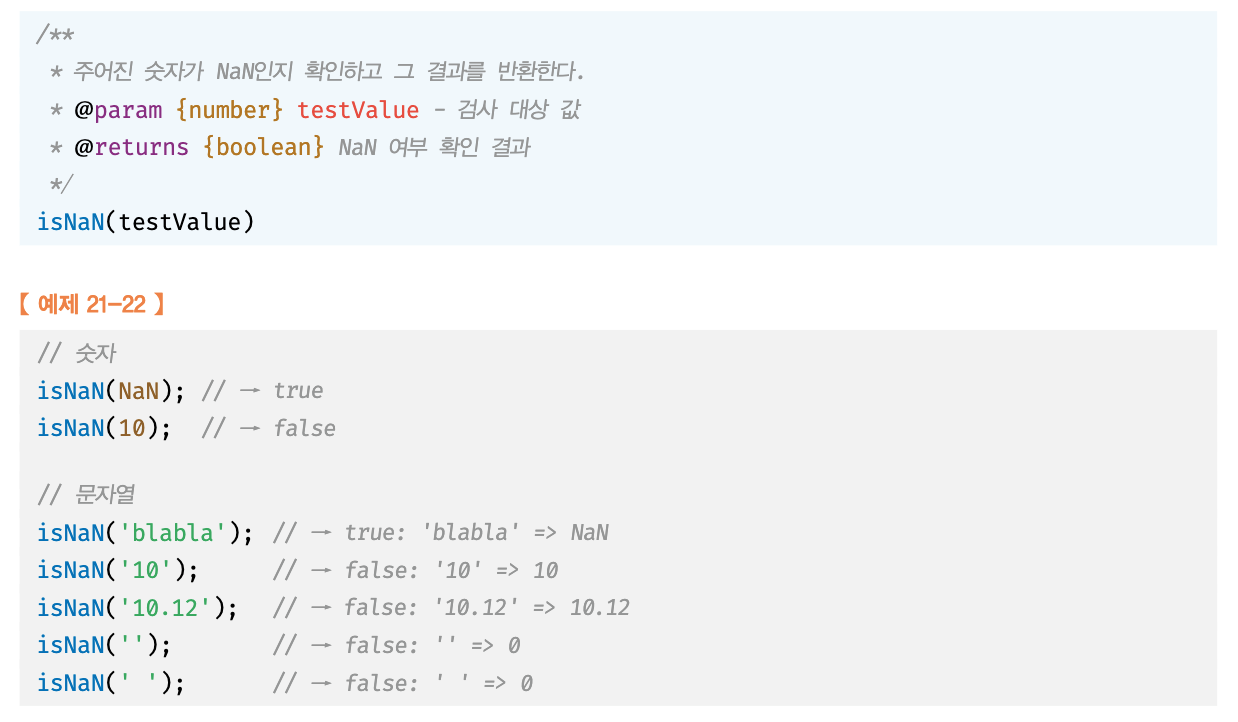 /**
 * 주어진 숫자가 NaN인지 확인하고 그 결과를 반환한다.
 * @param {number} testValue - 검사 대상 값
 * @returns {boolean} NaN 여부 확인 결과
 */
isNaN(testValue)
【 예제 21-22 】
// 숫자
isNaN(NaN); // → true
isNaN(10);  // → false
// 문자열
isNaN('blabla'); // → true: 'blabla' => NaN
isNaN('10');     // → false: '10' => 10
isNaN('10.12');  // → false: '10.12' => 10.12
isNaN('');       // → false: '' => 0
isNaN(' ');      // → false: ' ' => 0